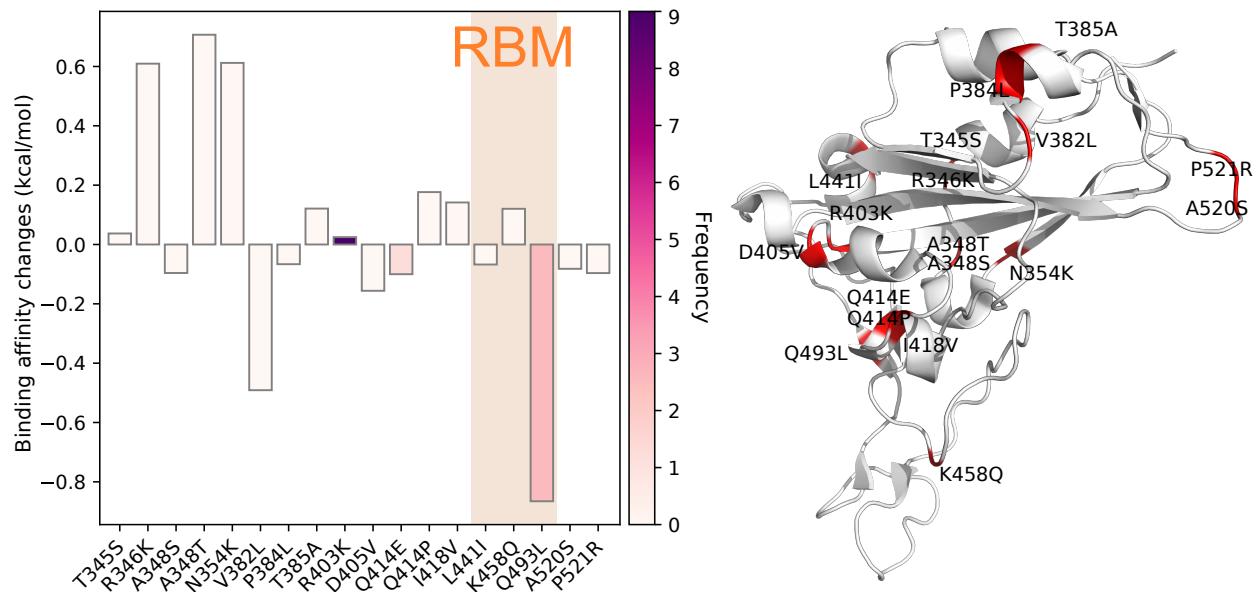 RBM
Binding affinity changes (kcal/mol)
0.6
0.4
0.2
0.0
−0.2
−0.4
−0.6
−0.8
T345S
R346K
A348S
A348T
N354K
V382L
P384L
T385A
R403K
D405V
Q414E
Q414P
I418V
L441I
K458Q
Q493L
A520S
P521R
9
8
7
6
5
4
3
2
1
0
Frequency
T385A
P384L
T345S
V382L
P521R
L441I
R346K
A520S
R403K
D405V
A348T
A348S
N354K
Q414E
Q414P
Q493L
I418V
K458Q